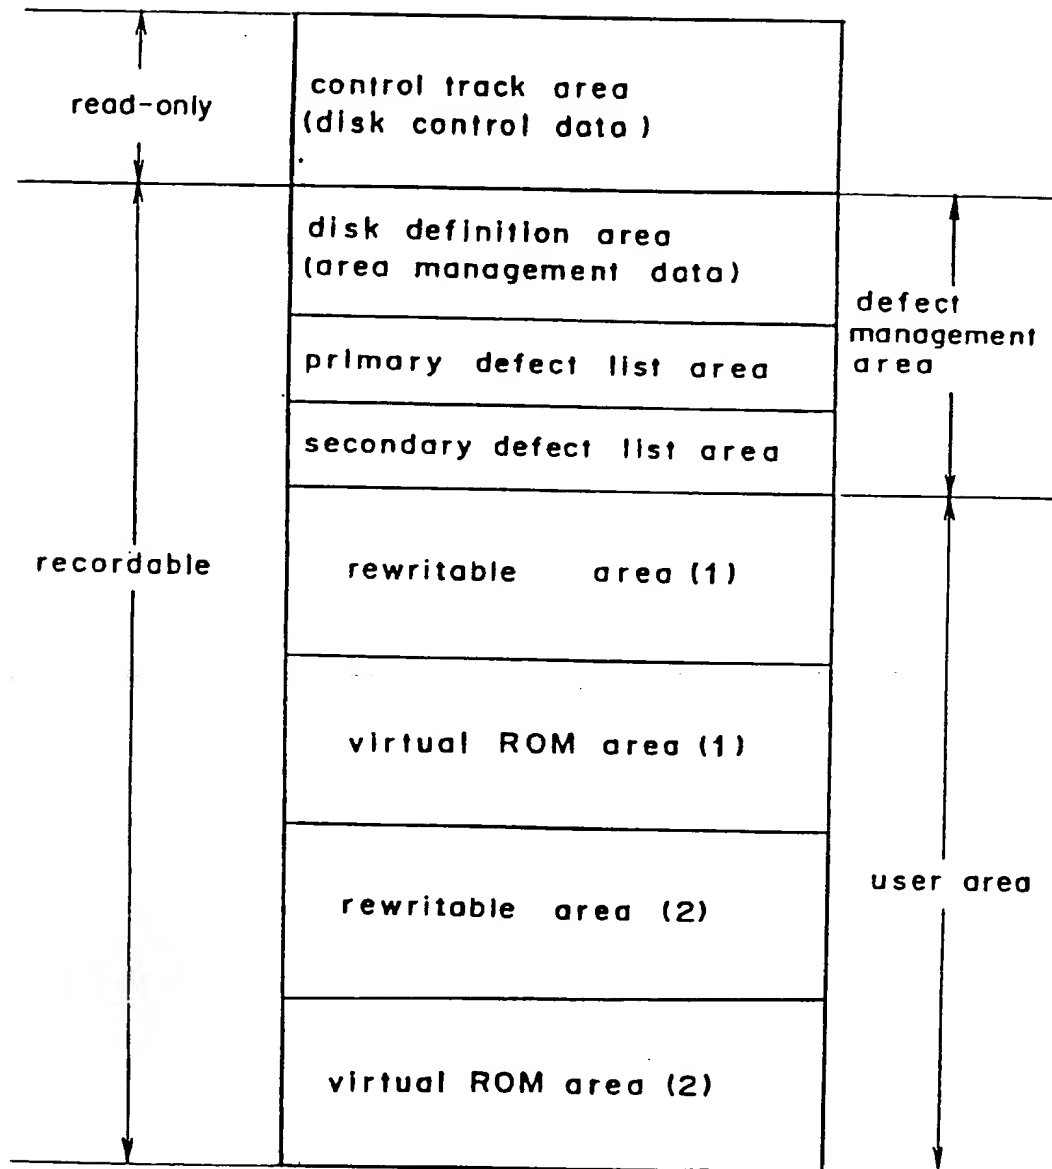 read-only
control track area
(disk control data)
disk definition area
(area management data)
defect
management
area
primary defect list area
secondary defect list area
recordable
rewritable area (1)
virtual ROM area (1)
user area
rewritable area (2)
virtual ROM area (2)